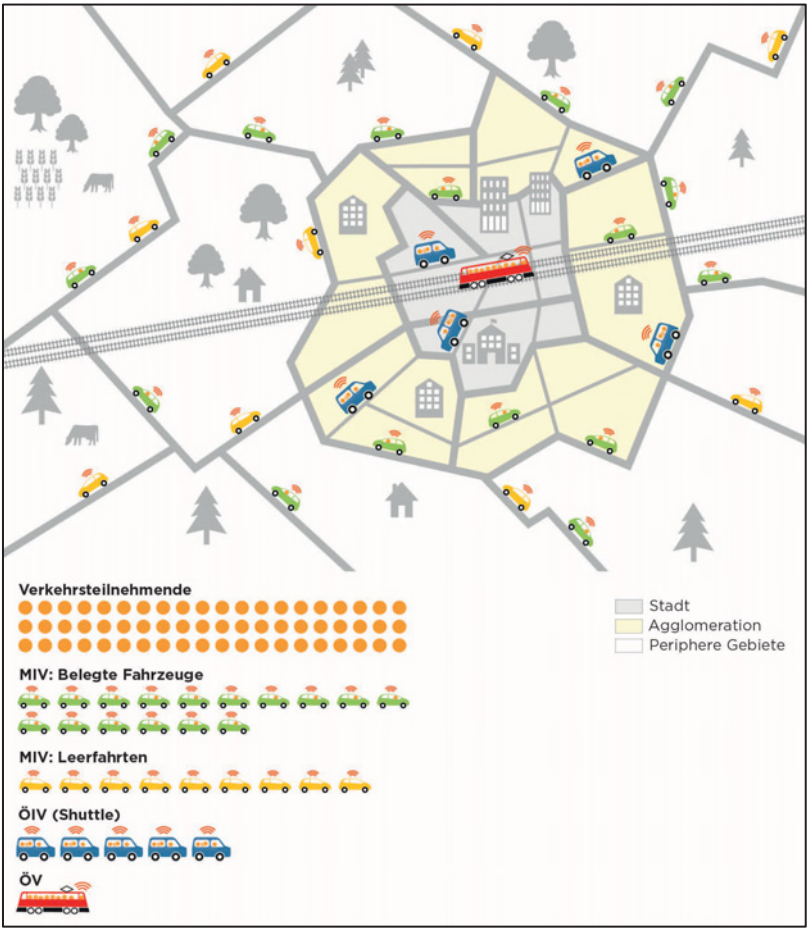 Verkehrsteilnehmende
Stadt
Agglomeration
Periphere Gebiete
MIV: Belegte Fahrzeuge
MIV: Leerfahrten
ÖIV (Shuttle)
ÖV